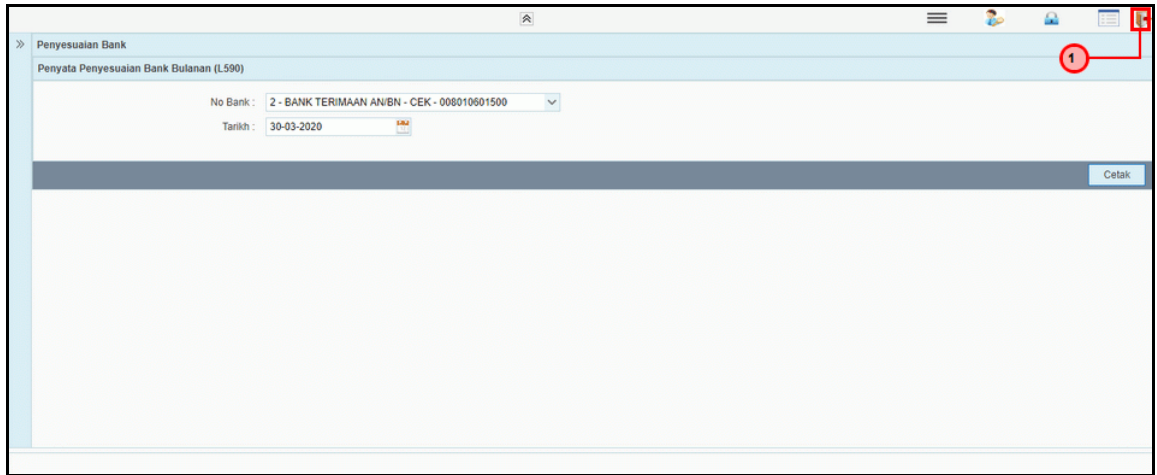 1
Penyesuaian Bank
Penyata Penyesuaian Bank Bulanan (L590)
No Bank : 2 - BANK TERIMAAN AN/BN - CEK - 008010601500
Tarikh : 30-03-2020
Cetak